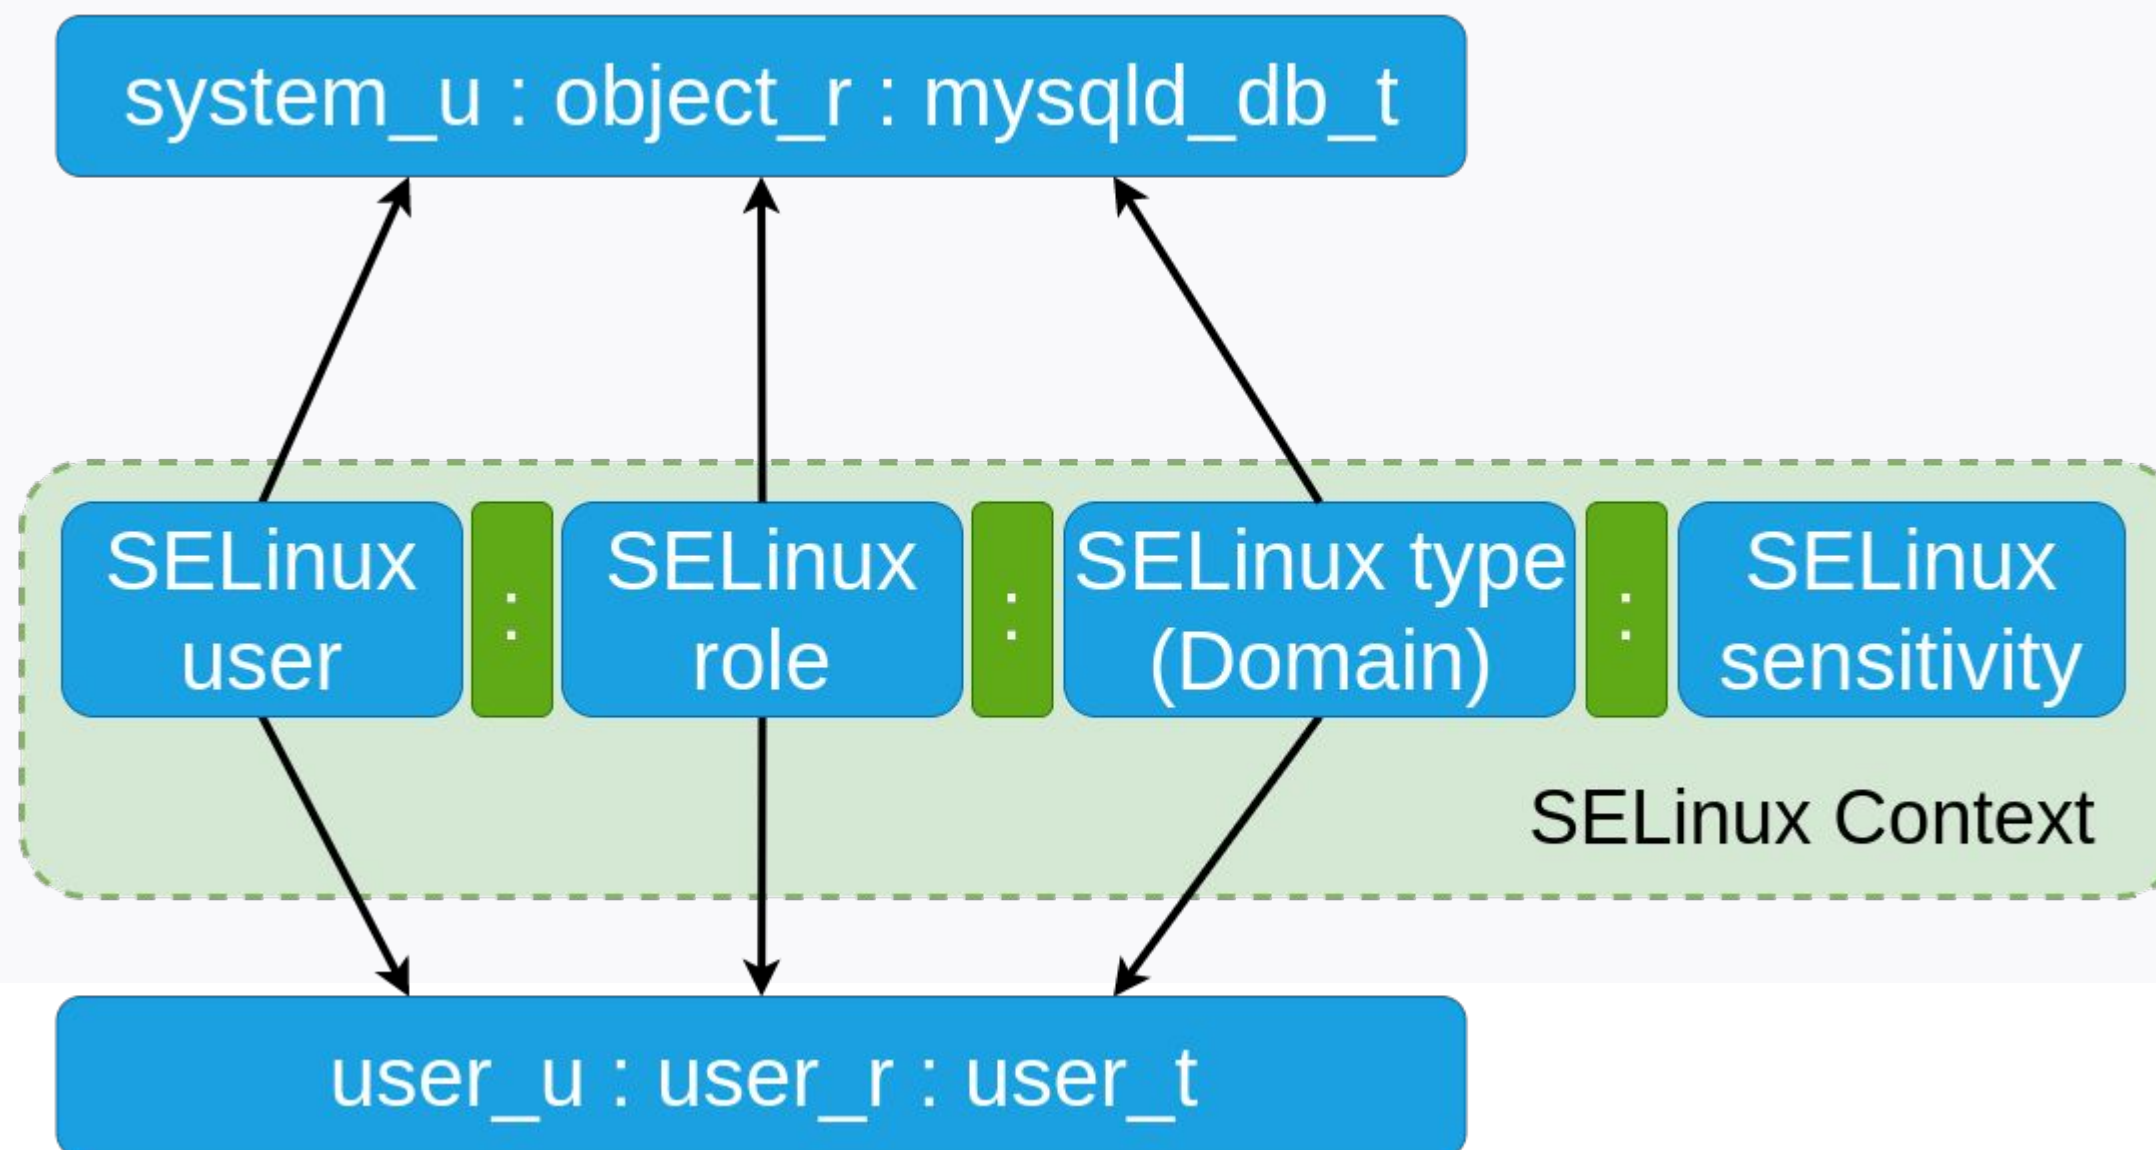 system_u : object_r : mysqld_db_t
SELinux
user
:
SELinux
role
:
SELinux type
(Domain)
:
SELinux
sensitivity
SELinux Context
user_u : user_r : user_t